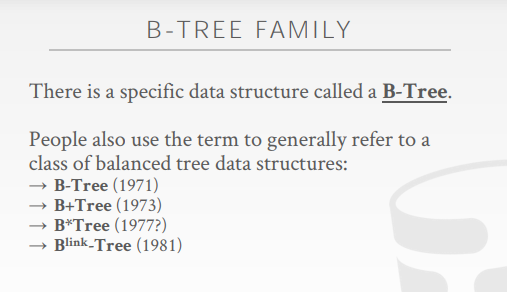 B-TREE FAMILY
There is a specific data structure called a B-Tree.
People also use the term to generally refer to a
class of balanced tree data structures:
→ B-Tree (1971)
→ B+Tree (1973)
→ B*Tree (1977?)
→ Blink-Tree (1981)